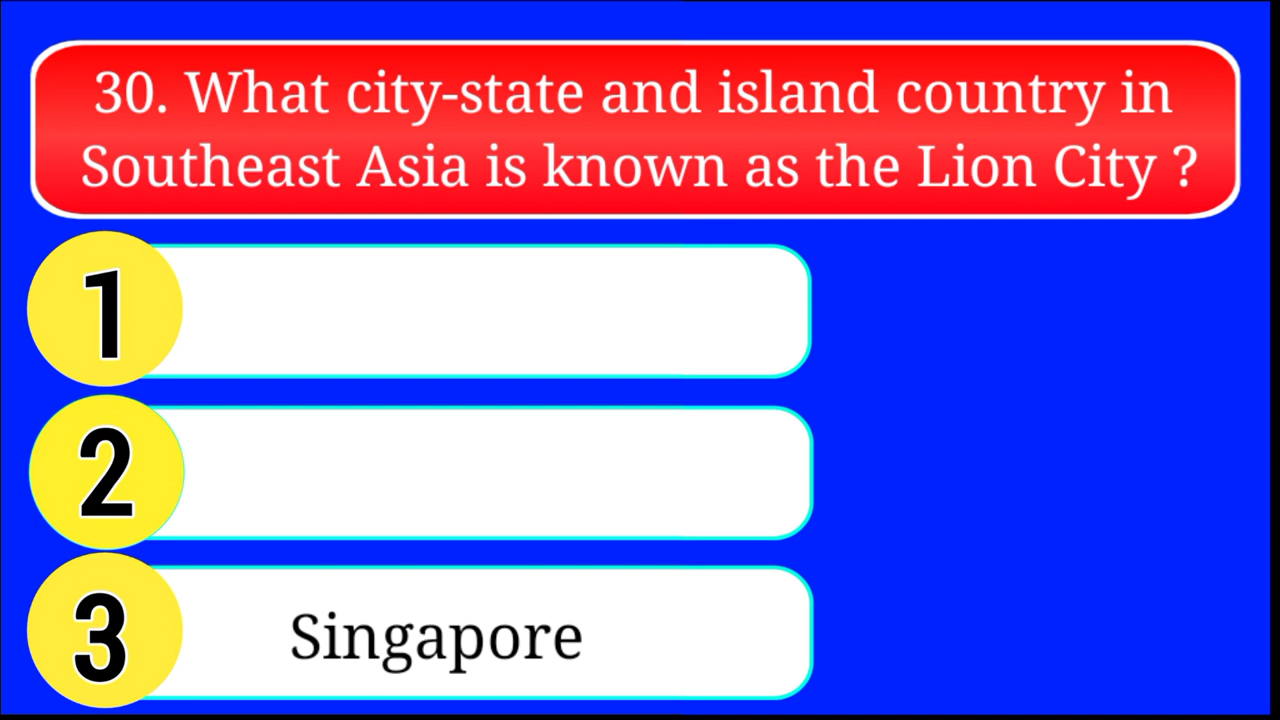 30. What city-state and island country in
Southeast Asia is known as the Lion City ?
1
2
3
Singapore